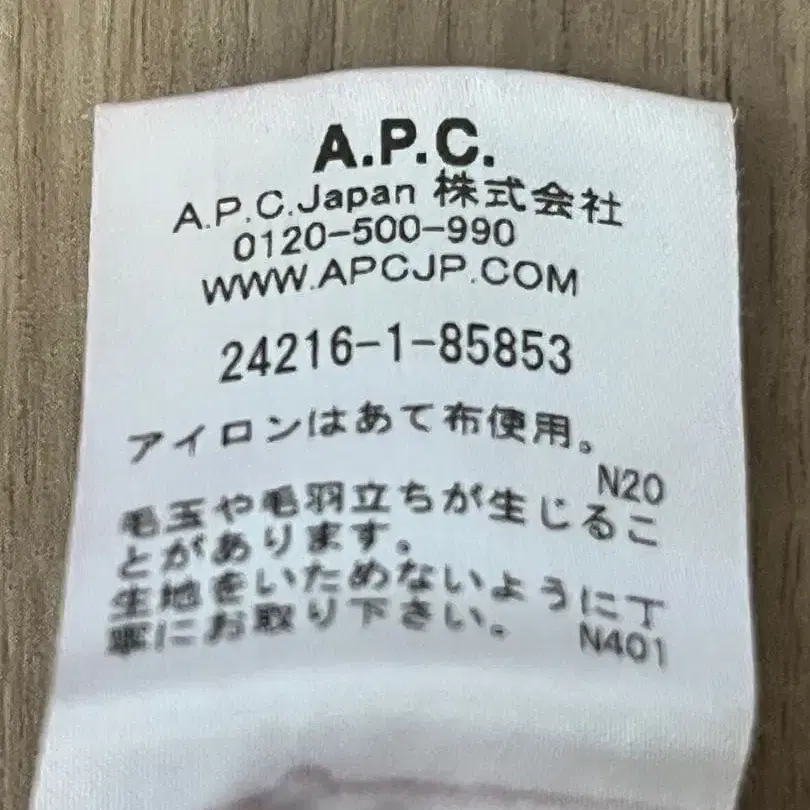 A.P.C.
A.P.C.Japan 株式会社
0120-500-990
WWW.APCJP.COM
24216-1-85853
アイロンはあて布使用。
N20
毛玉や毛羽立ちが生じるこ
とがあります。
生地をいためないように丁
寧にお取り下さい。
N401